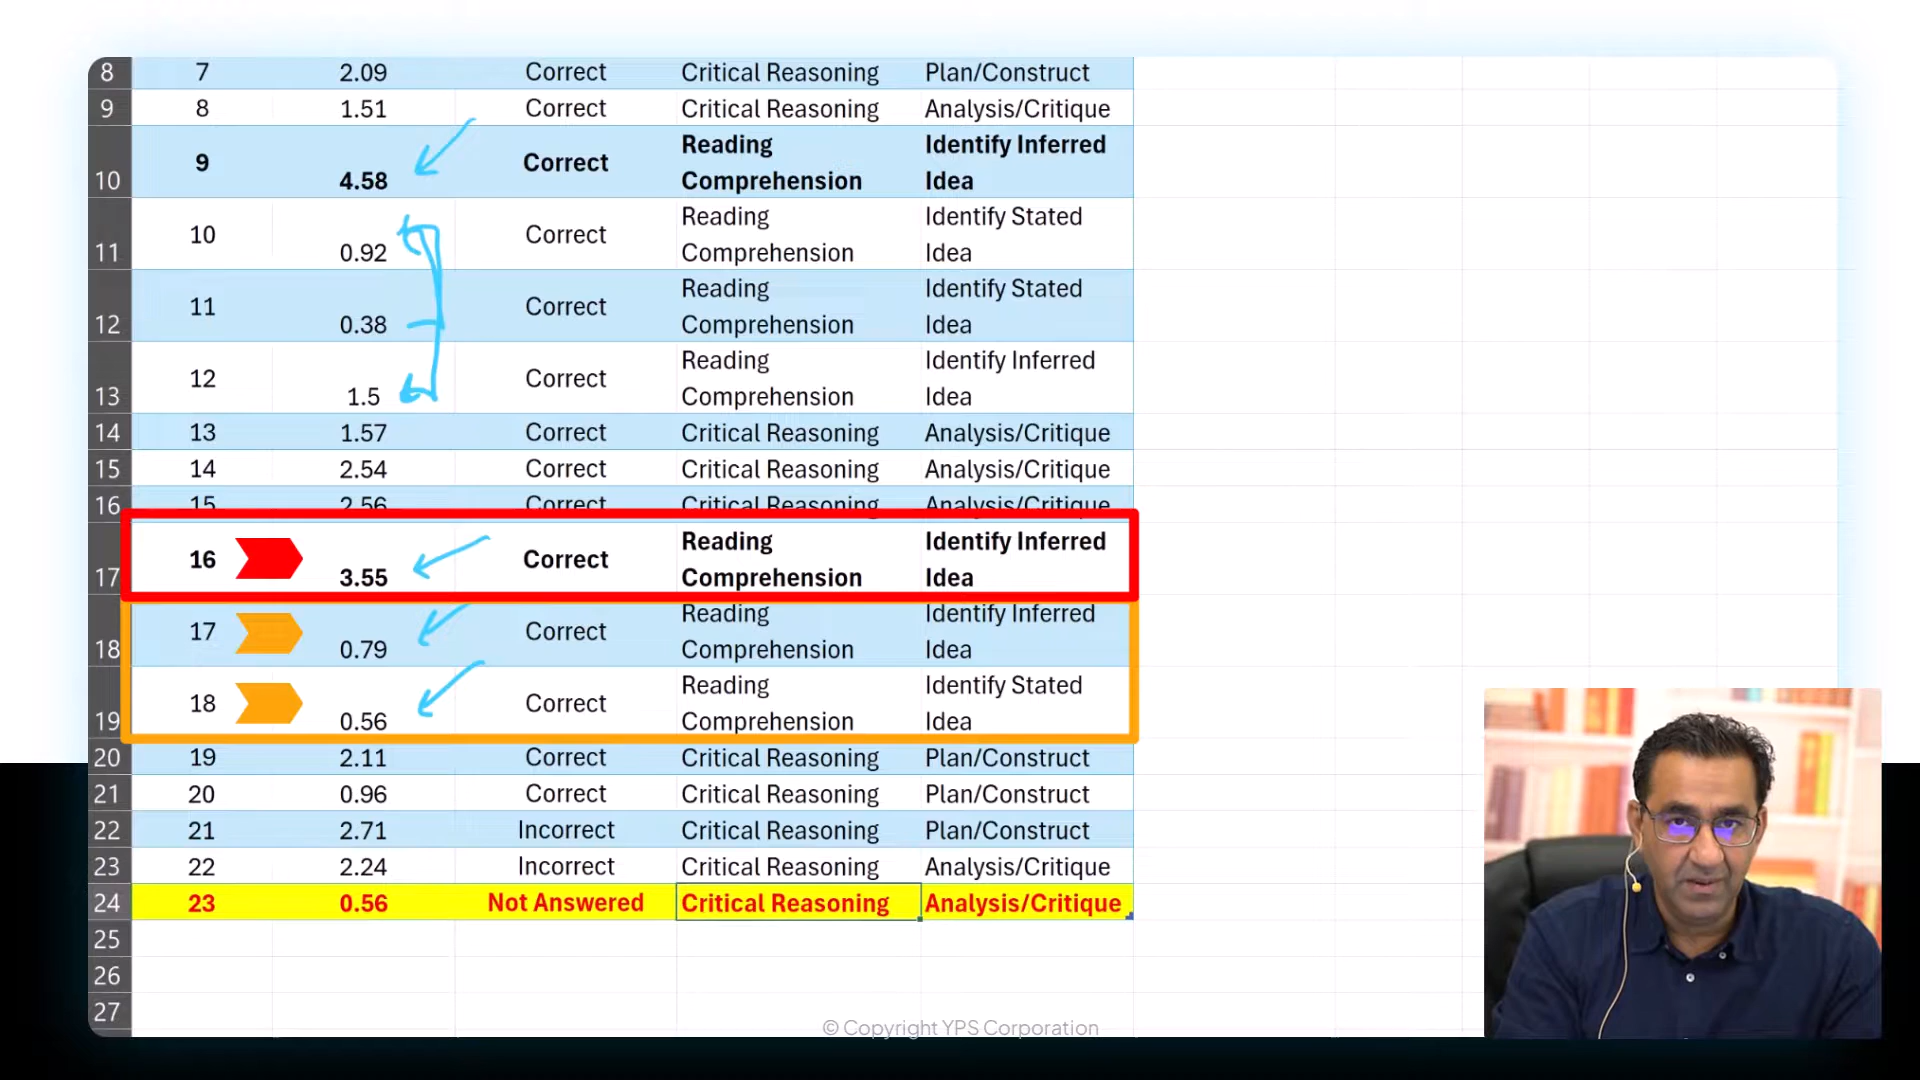 8 7 2.09 Correct Critical Reasoning Plan/Construct
9 8 1.51 Correct Critical Reasoning Analysis/Critique
10 9 4.58 Correct Reading Comprehension Identify Inferred Idea
11 10 0.92 Correct Reading Comprehension Identify Stated Idea
12 11 0.38 Correct Reading Comprehension Identify Stated Idea
13 12 1.5 Correct Reading Comprehension Identify Inferred Idea
14 13 1.57 Correct Critical Reasoning Analysis/Critique
15 14 2.54 Correct Critical Reasoning Analysis/Critique
16 15 2.56 Correct Critical Reasoning Analysis/Critique
17 16 3.55 Correct Reading Comprehension Identify Inferred Idea
18 17 0.79 Correct Reading Comprehension Identify Inferred Idea
19 18 0.56 Correct Reading Comprehension Identify Stated Idea
20 19 2.11 Correct Critical Reasoning Plan/Construct
21 20 0.96 Correct Critical Reasoning Plan/Construct
22 21 2.71 Incorrect Critical Reasoning Plan/Construct
23 22 2.24 Incorrect Critical Reasoning Analysis/Critique
24 23 0.56 Not Answered Critical Reasoning Analysis/Critique
25
26
27
© Copyright YPS Corporation